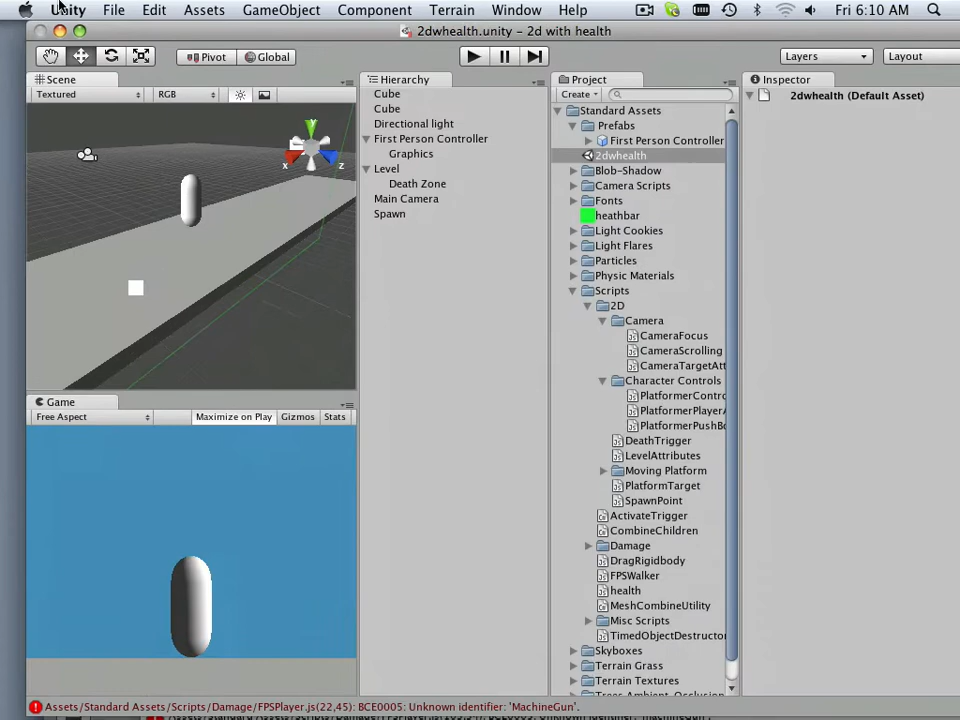 Unity File Edit Assets GameObject Component Terrain Window Help Fri 6:10 AM
2dwhealth.unity - 2d with health
Pivot Global Layers Layout
Scene
Textured RGB
y
x z
Game
Free Aspect Maximize on Play Gizmos Stats
Hierarchy
Cube
Cube
Directional light
First Person Controller
Graphics
Level
Death Zone
Main Camera
Spawn
Project
Create
Standard Assets
Prefabs
First Person Controller
2dwhealth
Blob-Shadow
Camera Scripts
Fonts
heathbar
Light Cookies
Light Flares
Particles
Physic Materials
Scripts
2D
Camera
CameraFocus
CameraScrolling
CameraTargetAtt
Character Controls
PlatformerContro
PlatformerPlayerA
PlatformerPushBo
DeathTrigger
LevelAttributes
Moving Platform
PlatformTarget
SpawnPoint
ActivateTrigger
CombineChildren
Damage
DragRigidbody
FPSWalker
health
MeshCombineUtility
Misc Scripts
TimedObjectDestructo
Skyboxes
Terrain Grass
Terrain Textures
Inspector
2dwhealth (Default Asset)
Assets/Standard Assets/Scripts/Damage/FPSPlayer.js(22,45): BCE0005: Unknown identifier: 'MachineGun'.